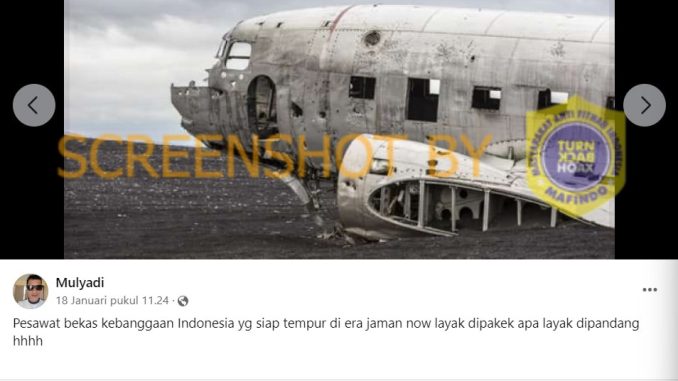 SCREENSHOT BY
MASYARAKAT ANTI FITNAH INDONESIA
TURN
BACK
HOAX
MAFINDO
Mulyadi
18 Januari pukul 11.24 ·
Pesawat bekas kebanggaan Indonesia yg siap tempur di era jaman now layak dipakek apa layak dipandang
hhhh